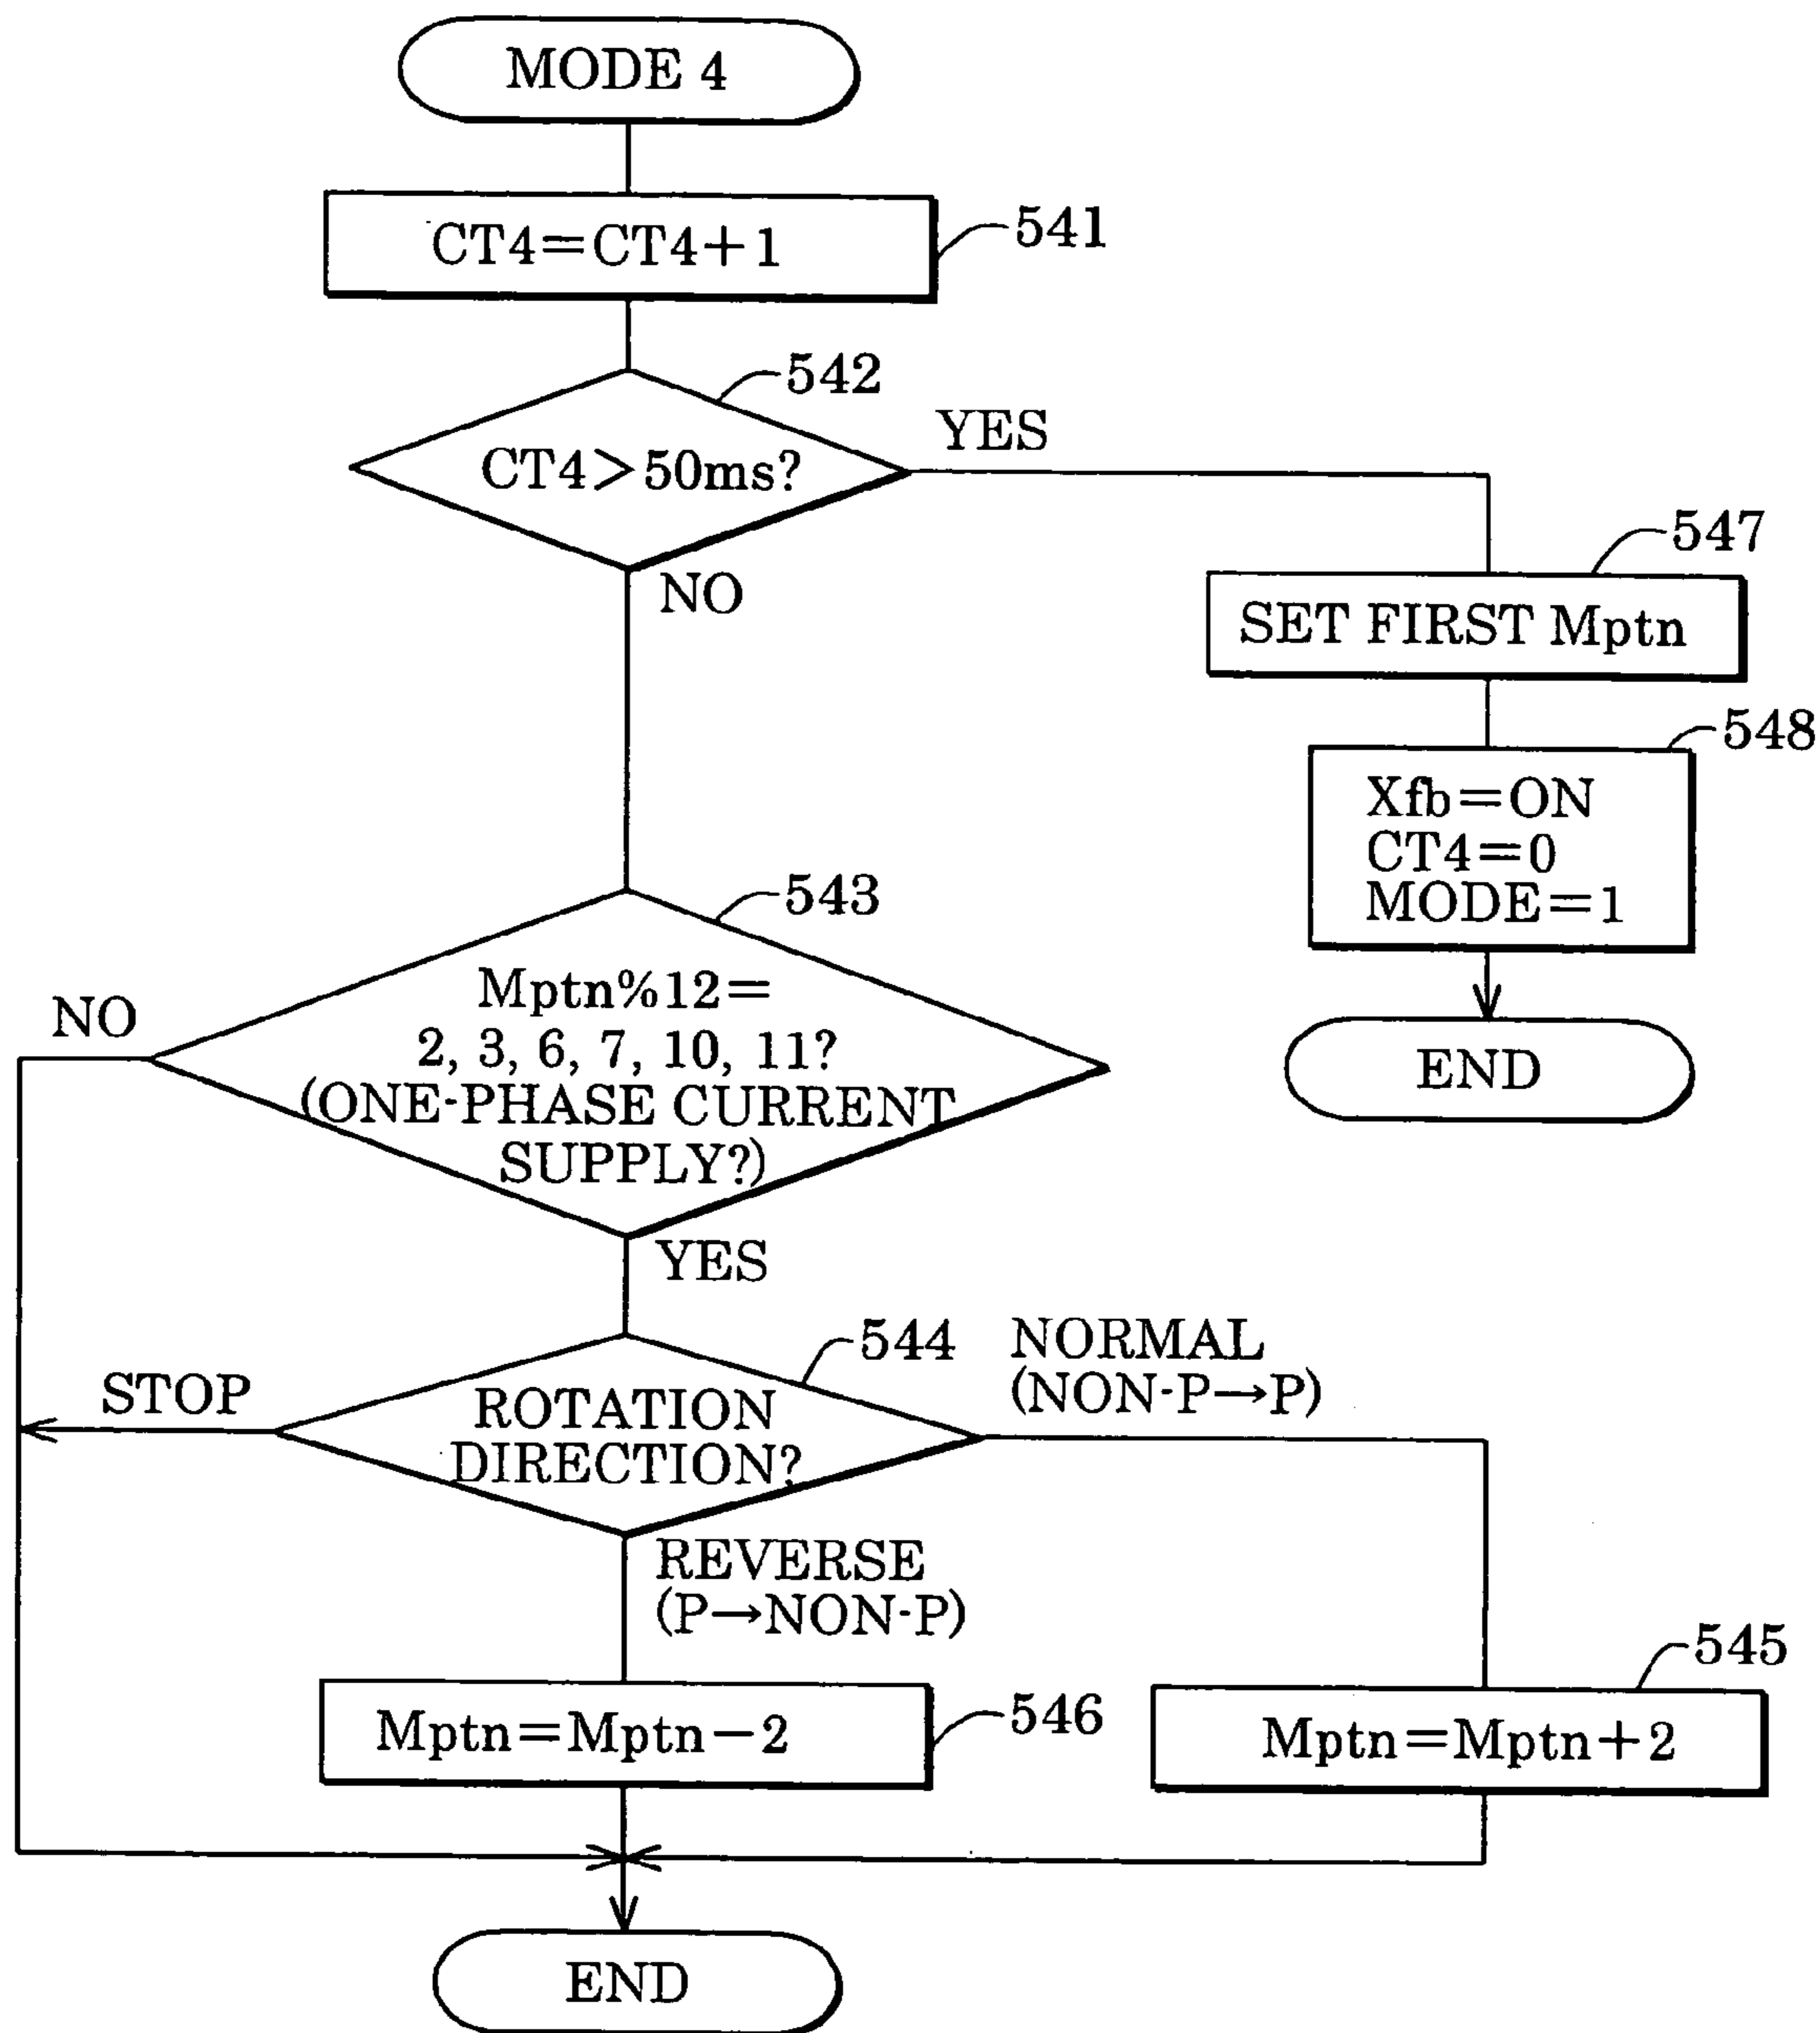 MODE 4
CT4=CT4+1
541
542
CT4>50ms?
YES
NO
547
SET FIRST Mptn
548
Xfb=ON
CT4=0
MODE=1
END
543
Mptn%12=
2, 3, 6, 7, 10, 11?
(ONE-PHASE CURRENT
SUPPLY?)
NO
YES
544
ROTATION
DIRECTION?
STOP
NORMAL
(NON-P→P)
REVERSE
(P→NON-P)
545
Mptn=Mptn+2
546
Mptn=Mptn−2
END